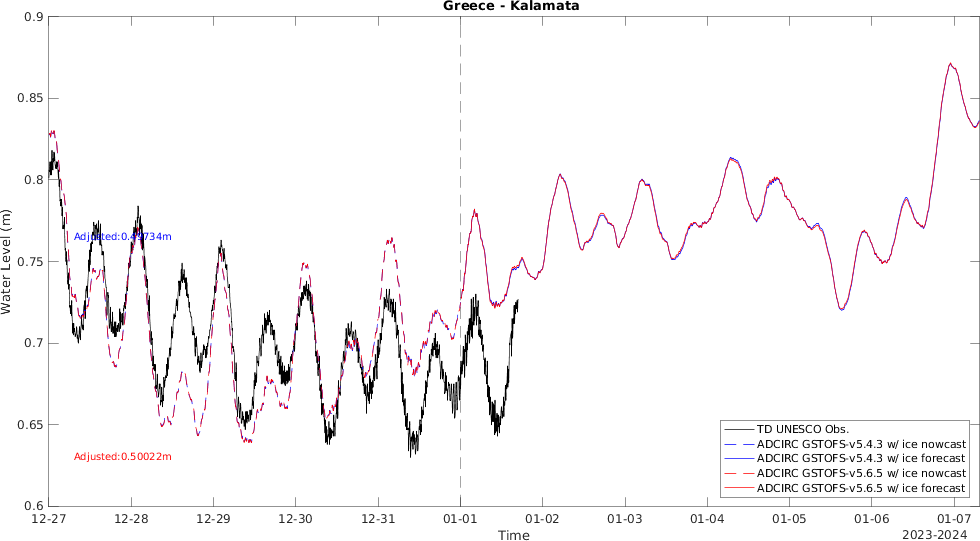 Greece - Kalamata
Water Level (m)
0.9
0.85
0.8
0.75
0.7
0.65
0.6
Adjusted:0.49734m
Adjusted:0.50022m
TD UNESCO Obs.
ADCIRC GSTOFS-v5.4.3 w/ ice nowcast
ADCIRC GSTOFS-v5.4.3 w/ ice forecast
ADCIRC GSTOFS-v5.6.5 w/ ice nowcast
ADCIRC GSTOFS-v5.6.5 w/ ice forecast
12-27 12-28 12-29 12-30 12-31 01-01 01-02 01-03 01-04 01-05 01-06 01-07
Time
2023-2024